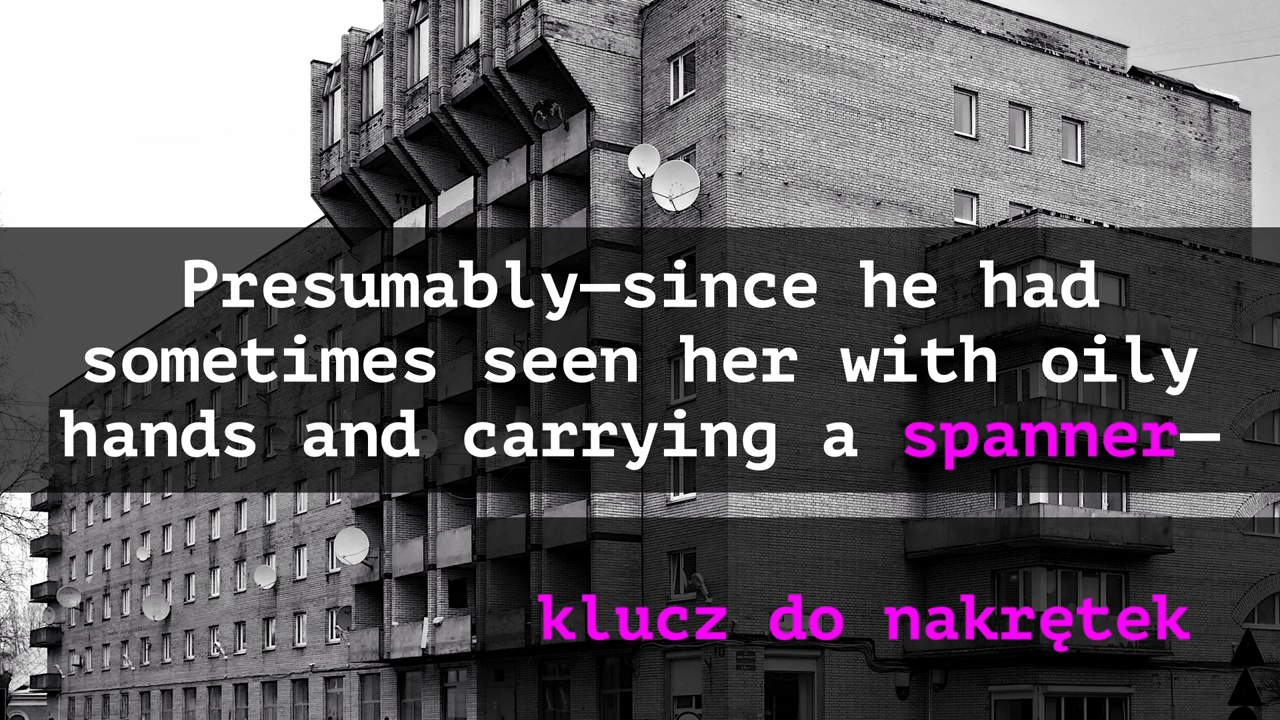 Presumably—since he had
sometimes seen her with oily
hands and carrying a spanner—
klucz do nakrętek